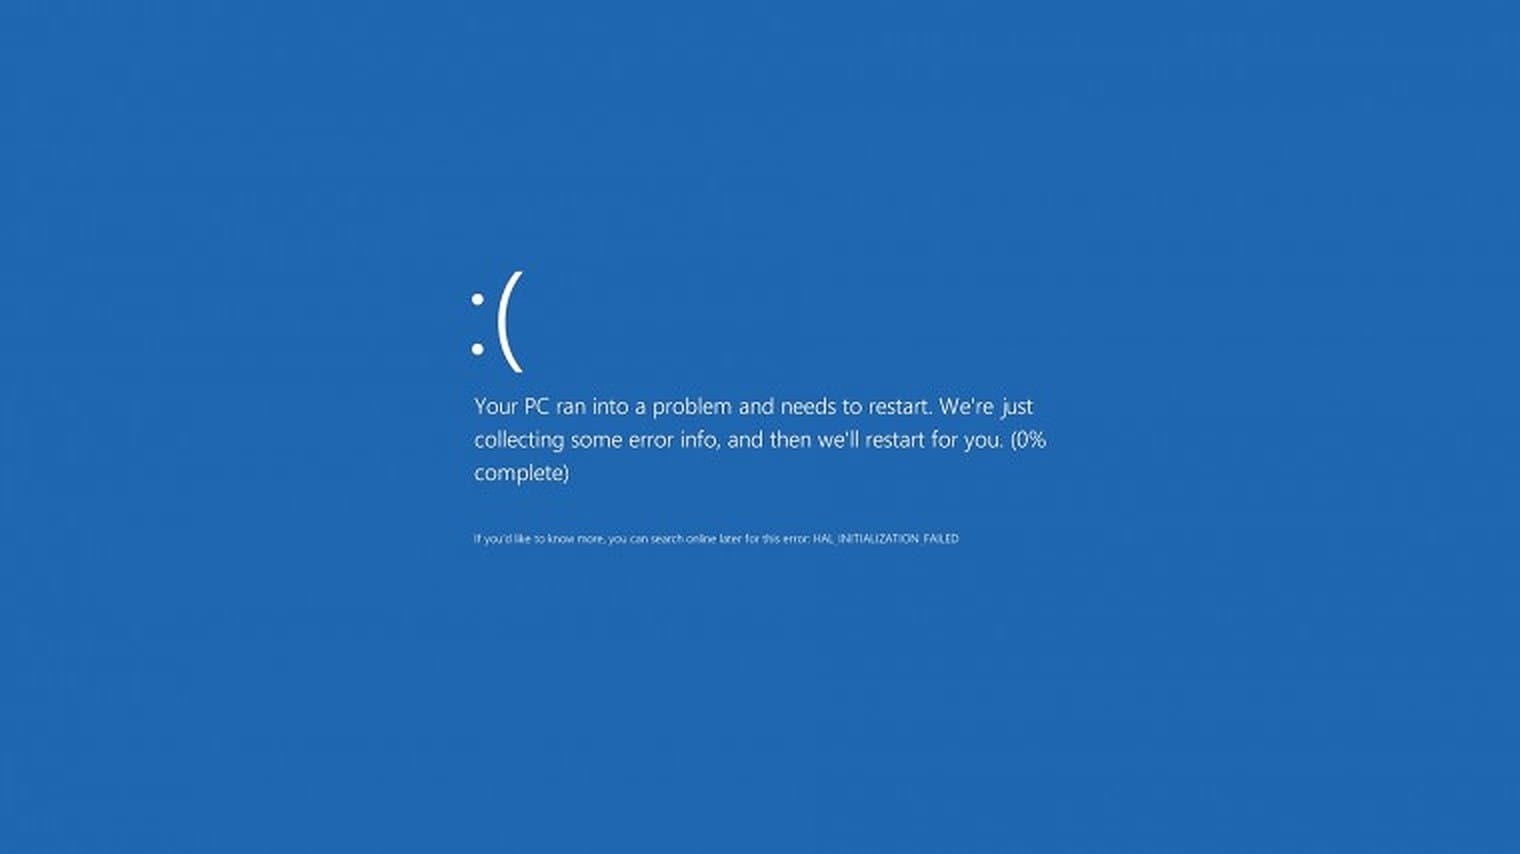 :(
Your PC ran into a problem and needs to restart. We're just
collecting some error info, and then we'll restart for you. (0%
complete)
If you'd like to know more, you can search online later for this error: HAL_INITIALIZATION_FAILED